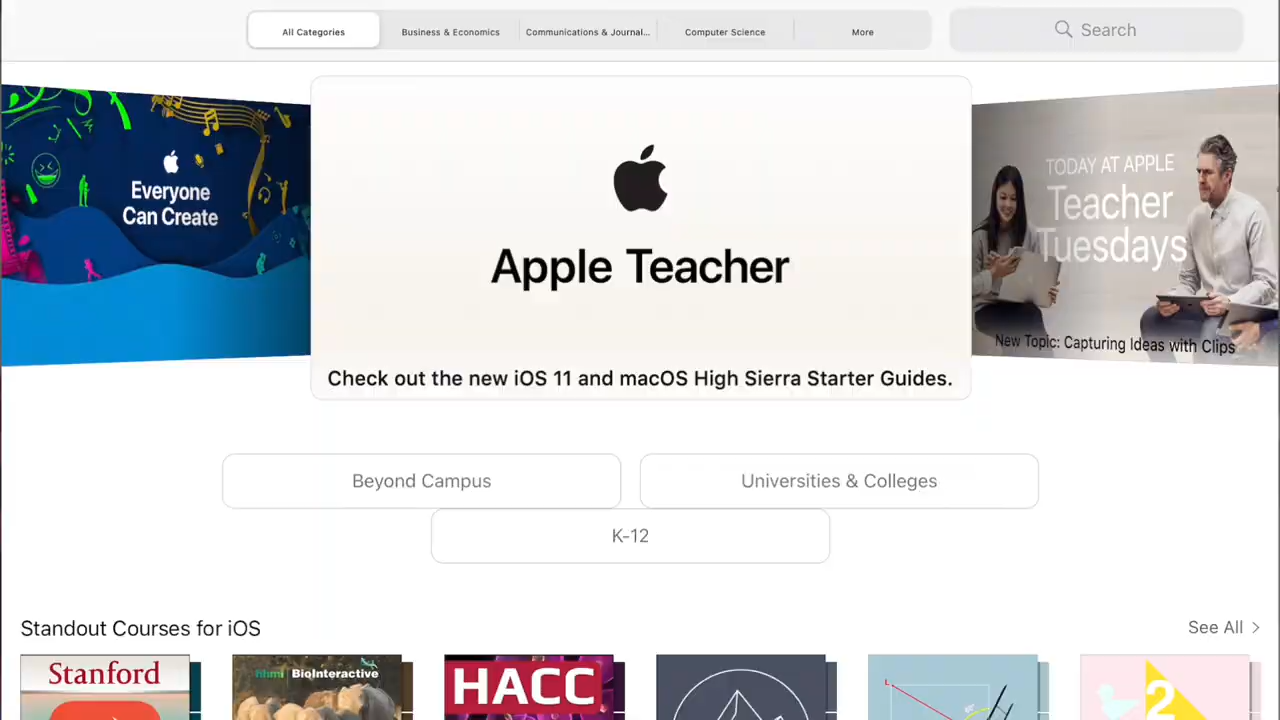 All Categories
Business & Economics
Communications & Journal...
Computer Science
More
Search
Everyone
Can Create
Apple Teacher
Check out the new iOS 11 and macOS High Sierra Starter Guides.
TODAY AT APPLE
Teacher
Tuesdays
New Topic: Capturing Ideas with Clips
Beyond Campus
Universities & Colleges
K-12
Standout Courses for iOS
See All
Stanford
hhmi BioInteractive
HACC
L
2